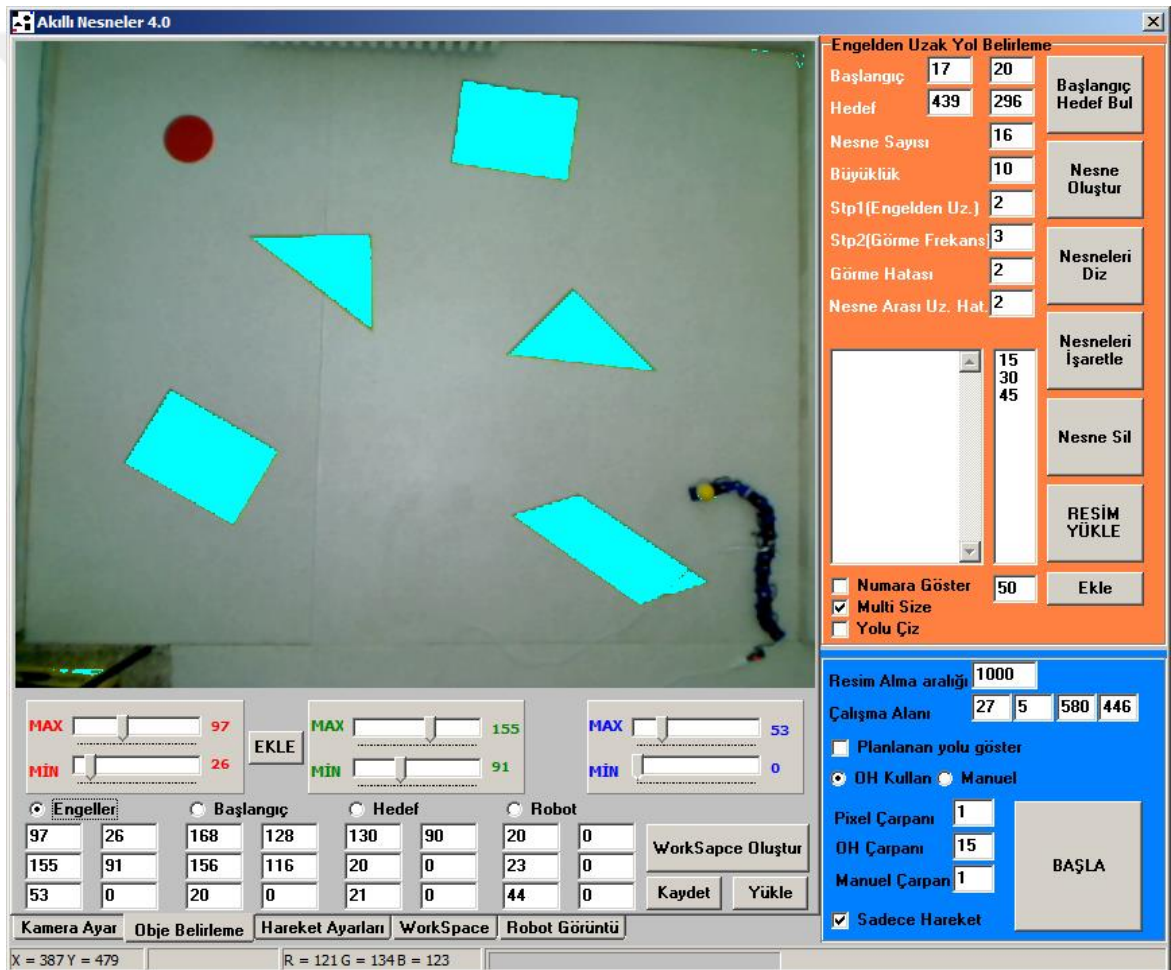 Akıllı Nesneler 4.0
Engelden Uzak Yol Belirleme
Başlangıç 17 20
Hedef 439 296
Başlangıç Hedef Bul
Nesne Sayısı 16
Büyüklük 10
Nesne Oluştur
Stp1(Engelden Uz.) 2
Stp2(Görme Frekans) 3
Nesneleri Diz
Görme Hatası 2
Nesne Arası Uz. Hat. 2
Nesneleri İşaretle
15
30
45
Nesne Sil
RESİM YÜKLE
Numara Göster 50 Ekle
Multi Size
Yolu Çiz
Resim Alma aralığı 1000
Çalışma Alanı 27 5 580 446
Planlanan yolu göster
OH Kullan Manuel
Pixel Çarpanı 1
OH Çarpanı 15
Manuel Çarpan 1
BAŞLA
Sadece Hareket
MAX 97
MİN 26
EKLE
MAX 155
MİN 91
MAX 53
MİN 0
Engeller Başlangıç Hedef Robot
97 26 168 128 130 90 20 0
155 91 156 116 20 0 23 0
53 0 20 0 21 0 44 0
WorkSapce Oluştur
Kaydet Yükle
Kamera Ayar Obje Belirleme Hareket Ayarları WorkSpace Robot Görüntü
X = 387 Y = 479 R = 121 G = 134 B = 123